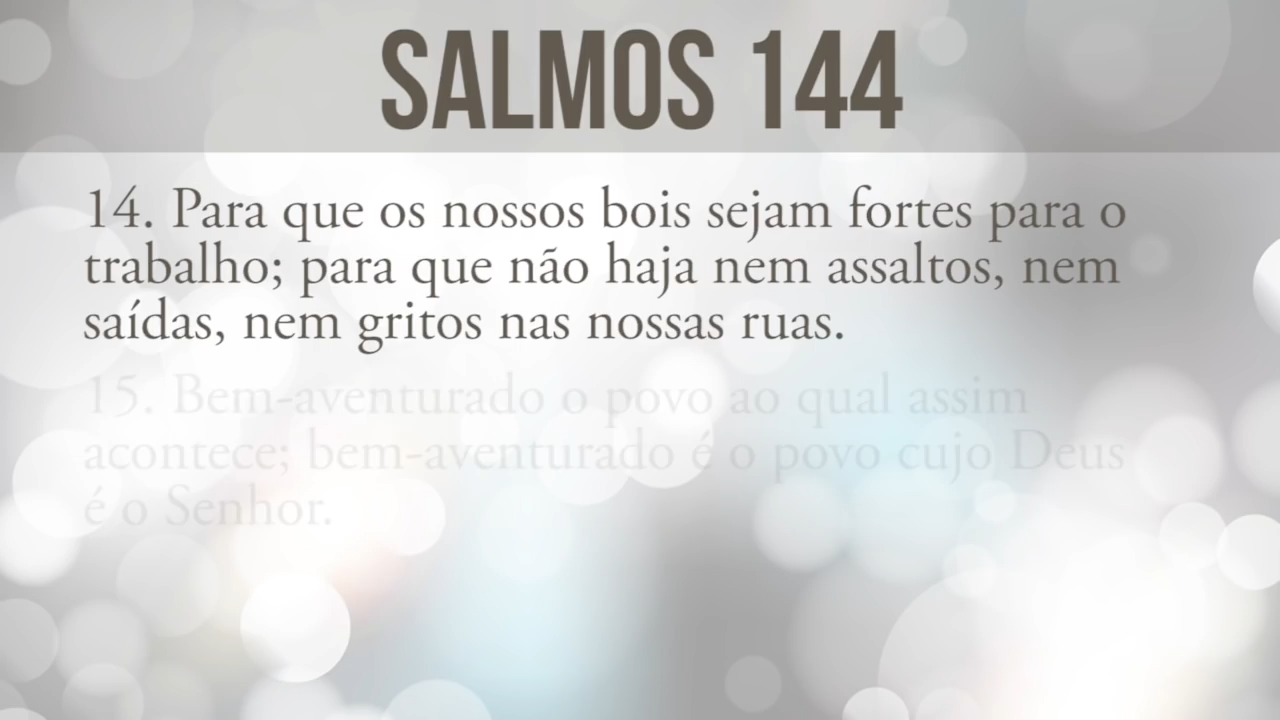 SALMOS 144
14. Para que os nossos bois sejam fortes para o
trabalho; para que não haja nem assaltos, nem
saídas, nem gritos nas nossas ruas.
15. Bem-aventurado o povo ao qual assim
acontece; bem-aventurado é o povo cujo Deus
é o Senhor.